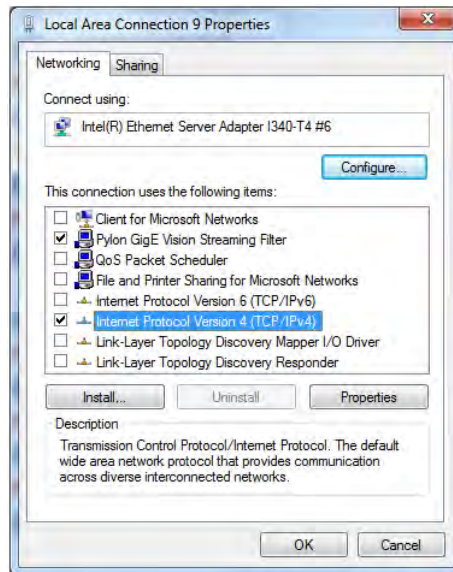 Local Area Connection 9 Properties
Networking
Sharing
Connect using:
Intel(R) Ethernet Server Adapter I340-T4 #6
Configure...
This connection uses the following items:
Client for Microsoft Networks
Pylon GigE Vision Streaming Filter
QoS Packet Scheduler
File and Printer Sharing for Microsoft Networks
Internet Protocol Version 6 (TCP/IPv6)
Internet Protocol Version 4 (TCP/IPv4)
Link-Layer Topology Discovery Mapper I/O Driver
Link-Layer Topology Discovery Responder
Install...
Uninstall
Properties
Description
Transmission Control Protocol/Internet Protocol. The default
wide area network protocol that provides communication
across diverse interconnected networks.
OK
Cancel